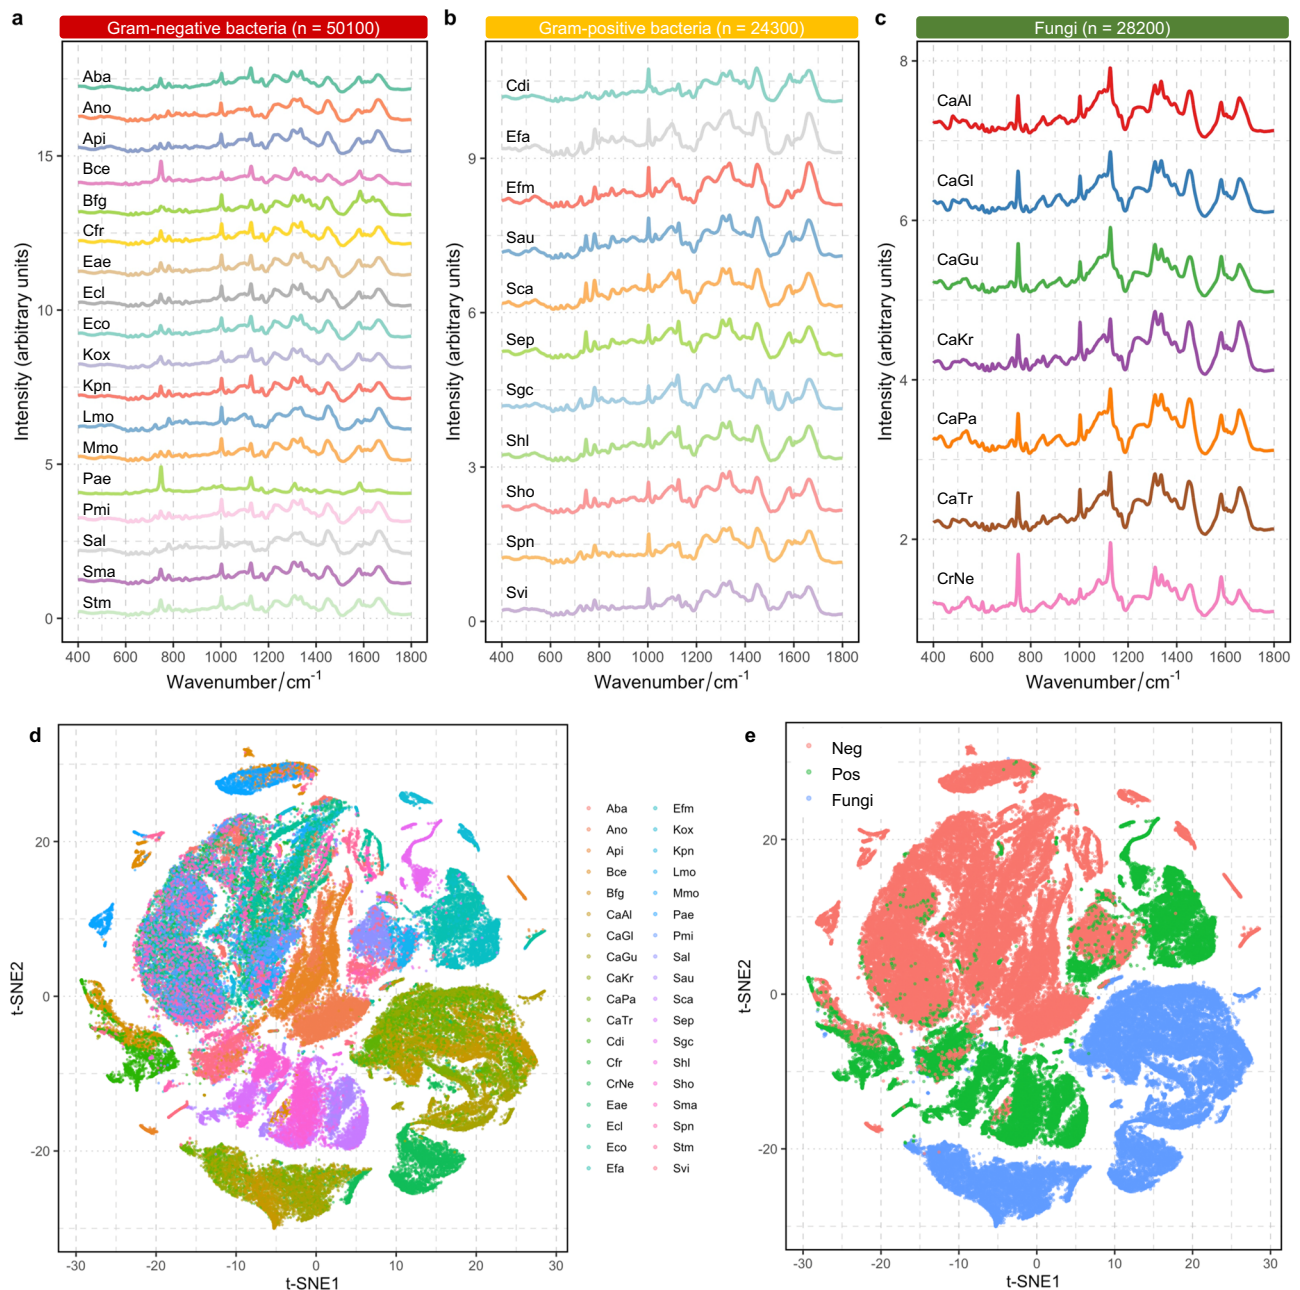 a
Gram-negative bacteria (n = 50100)
Aba
Ano
Api
Bce
Bfg
Cfr
Eae
Ecl
Eco
Kox
Kpn
Lmo
Mmo
Pae
Pmi
Sal
Sma
Stm
15
10
5
0
Intensity (arbitrary units)
400 600 800 1000 1200 1400 1600 1800
Wavenumber/cm⁻¹
b
Gram-positive bacteria (n = 24300)
Cdi
Efa
Efm
Sau
Sca
Sep
Sgc
Shl
Sho
Spn
Svi
9
6
3
0
Intensity (arbitrary units)
400 600 800 1000 1200 1400 1600 1800
Wavenumber/cm⁻¹
c
Fungi (n = 28200)
CaAl
CaGl
CaGu
CaKr
CaPa
CaTr
CrNe
8
6
4
2
Intensity (arbitrary units)
400 600 800 1000 1200 1400 1600 1800
Wavenumber/cm⁻¹
d
20
0
-20
t-SNE2
-30 -20 -10 0 10 20 30
t-SNE1
Aba
Ano
Api
Bce
Bfg
CaAl
CaGl
CaGu
CaKr
CaPa
CaTr
Cdi
Cfr
CrNe
Eae
Ecl
Eco
Efa
Efm
Kox
Kpn
Lmo
Mmo
Pae
Pmi
Sal
Sau
Sca
Sep
Sgc
Shl
Sho
Sma
Spn
Stm
Svi
e
Neg
Pos
Fungi
20
0
-20
t-SNE2
-30 -20 -10 0 10 20 30
t-SNE1